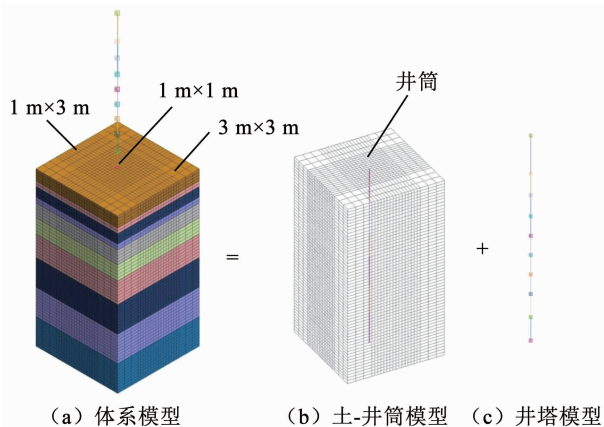 井筒
1 m×1 m
1 m×3 m
3 m×3 m
=
+
(a) 体系模型
(b) 土-井筒模型
(c) 井塔模型